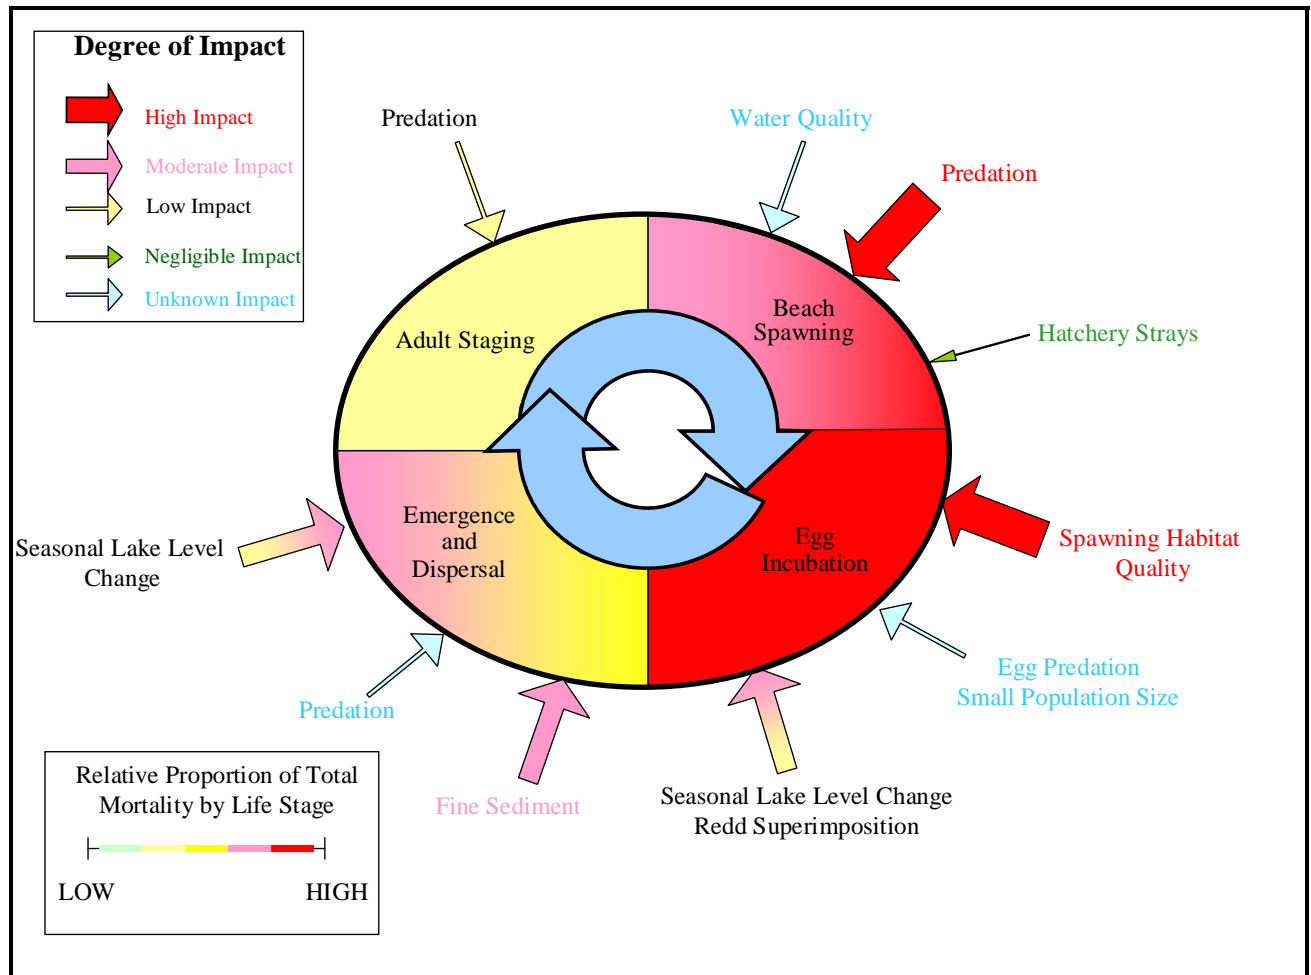 Degree of Impact
High Impact
Moderate Impact
Low Impact
Negligible Impact
Unknown Impact
Predation
Water Quality
Predation
Hatchery Strays
Adult Staging
Beach
Spawning
Emergence
and
Dispersal
Egg
Incubation
Seasonal Lake Level
Change
Spawning Habitat
Quality
Predation
Egg Predation
Small Population Size
Fine Sediment
Seasonal Lake Level Change
Redd Superimposition
Relative Proportion of Total
Mortality by Life Stage
LOW
HIGH